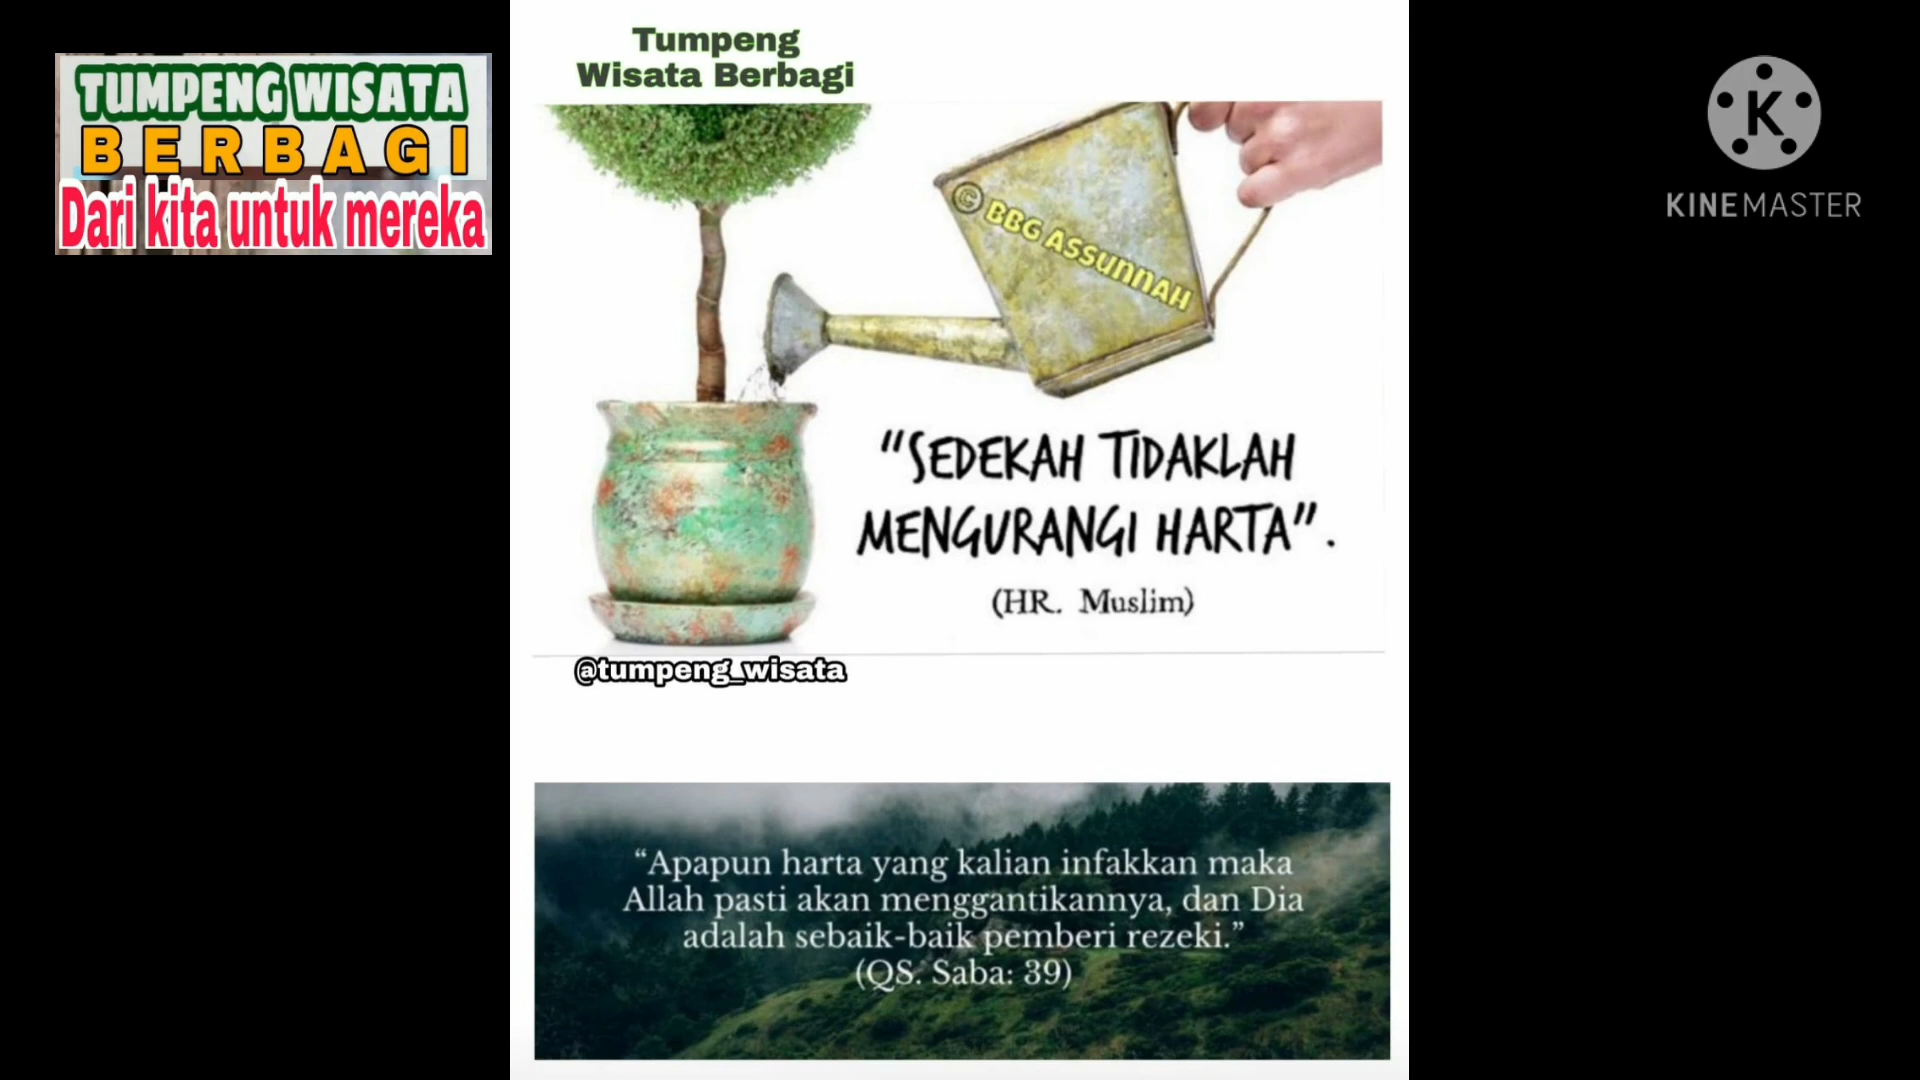 TUMPENG WISATA
BERBAGI
Dari kita untuk mereka
Tumpeng
Wisata Berbagi
K
KINEMASTER
© BBG ASSUNNAH
“SEDEKAH TIDAKLAH
MENGURANGI HARTA”.
(HR. Muslim)
@tumpeng_wisata
“Apapun harta yang kalian infakkan maka
Allah pasti akan menggantikannya, dan Dia
adalah sebaik-baik pemberi rezeki.”
(QS. Saba: 39)